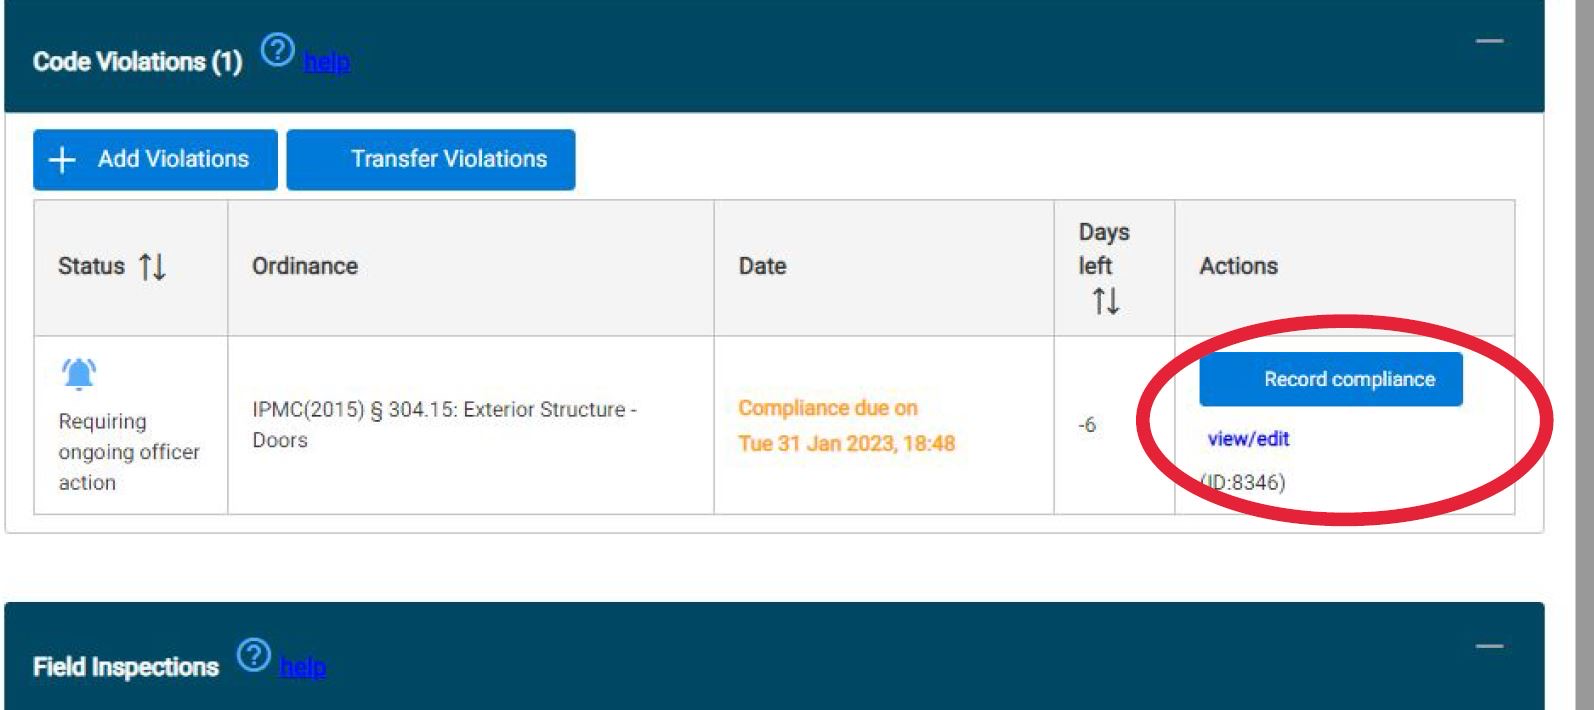 Code Violations (1) help
Add Violations
Transfer Violations
Status
Ordinance
Date
Days
left
Actions
Requiring
ongoing officer
action
IPMC(2015) § 304.15: Exterior Structure -
Doors
Compliance due on
Tue 31 Jan 2023, 18:48
-6
Record compliance
view/edit
(ID:8346)
Field Inspections help